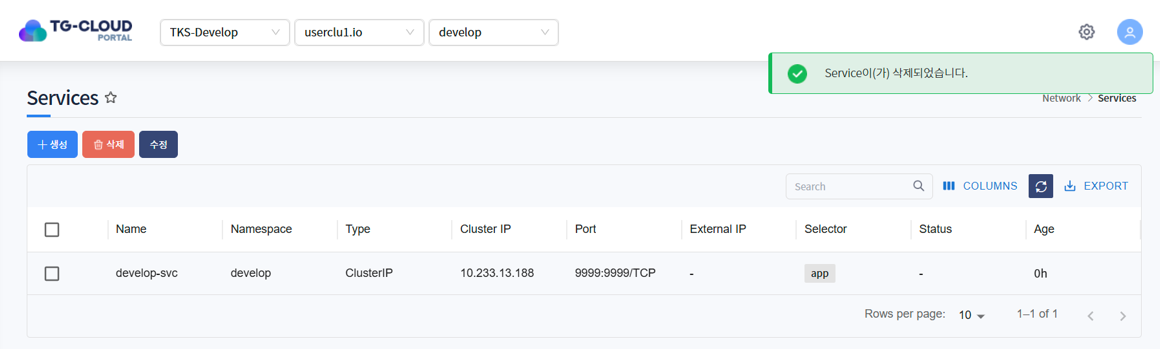 TG-CLOUD
PORTAL
TKS-Develop userclu1.io develop
Service이(가) 삭제되었습니다.
Services
Network > Services
생성 삭제 수정
Search COLUMNS EXPORT
Name Namespace Type Cluster IP Port External IP Selector Status Age
develop-svc develop ClusterIP 10.233.13.188 9999:9999/TCP - app - 0h
Rows per page: 10 1–1 of 1